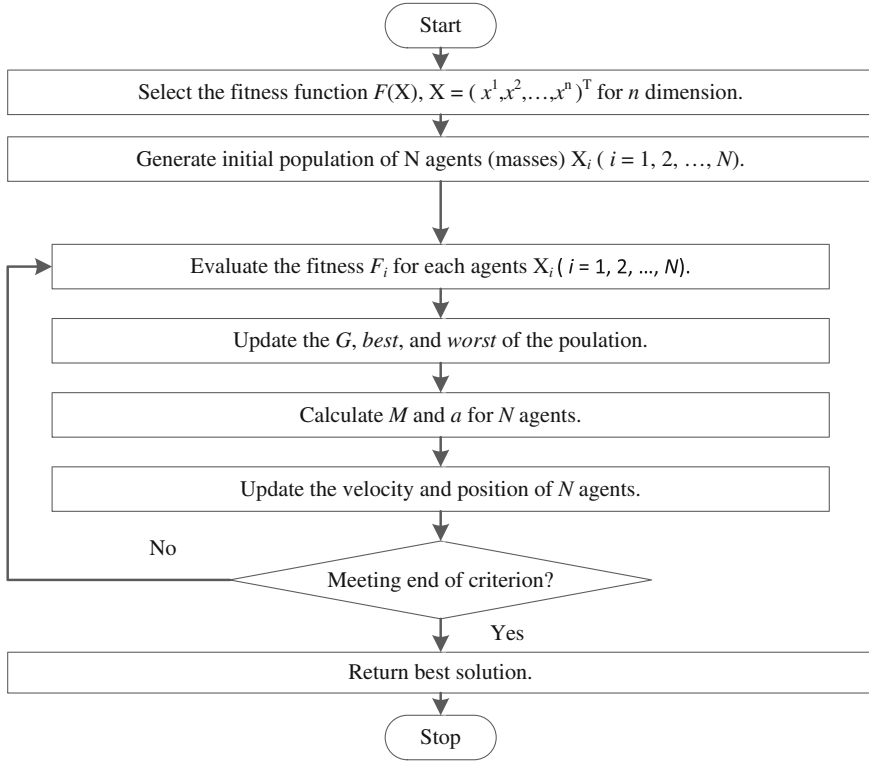 Start
Select the fitness function F(X), X = ( x¹,x²,…,xⁿ )ᵀ for n dimension.
Generate initial population of N agents (masses) Xᵢ ( i = 1, 2, …, N).
Evaluate the fitness Fᵢ for each agents Xᵢ ( i = 1, 2, …, N).
Update the G, best, and worst of the poulation.
Calculate M and a for N agents.
Update the velocity and position of N agents.
No
Meeting end of criterion?
Yes
Return best solution.
Stop